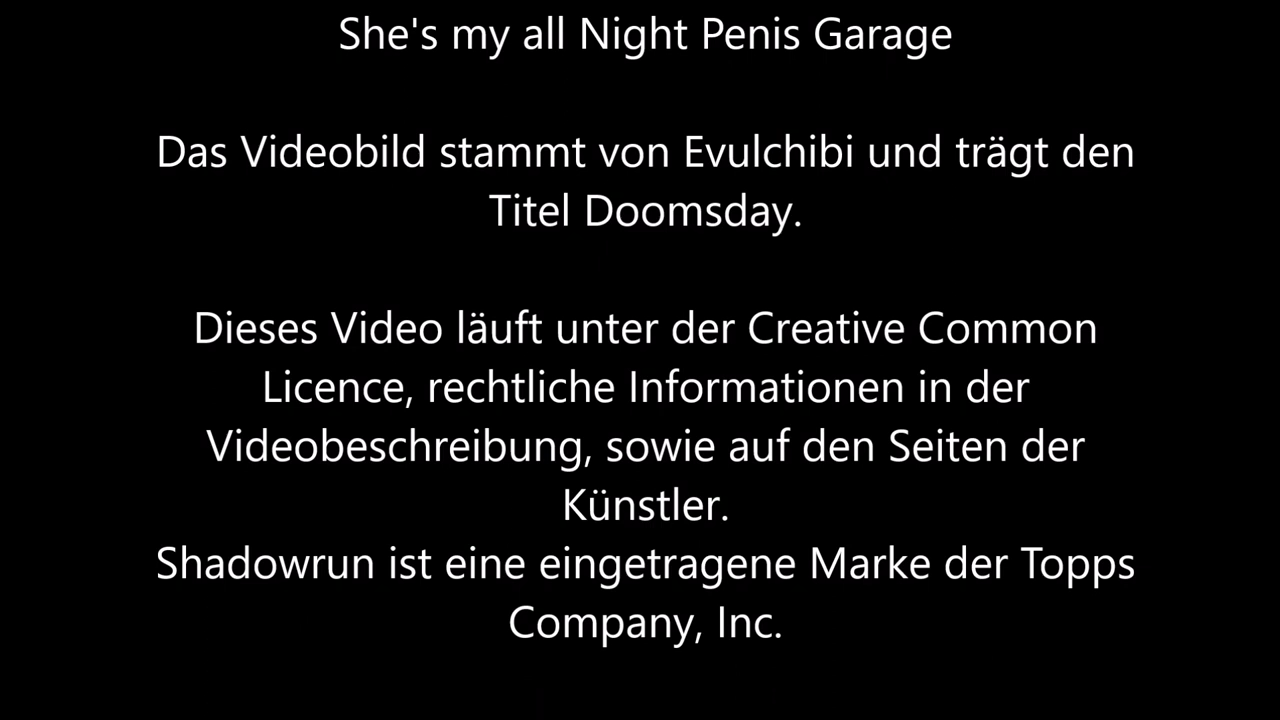 She's my all Night Penis Garage
Das Videobild stammt von Evulchibi und trägt den
Titel Doomsday.
Dieses Video läuft unter der Creative Common
Licence, rechtliche Informationen in der
Videobeschreibung, sowie auf den Seiten der
Künstler.
Shadowrun ist eine eingetragene Marke der Topps
Company, Inc.